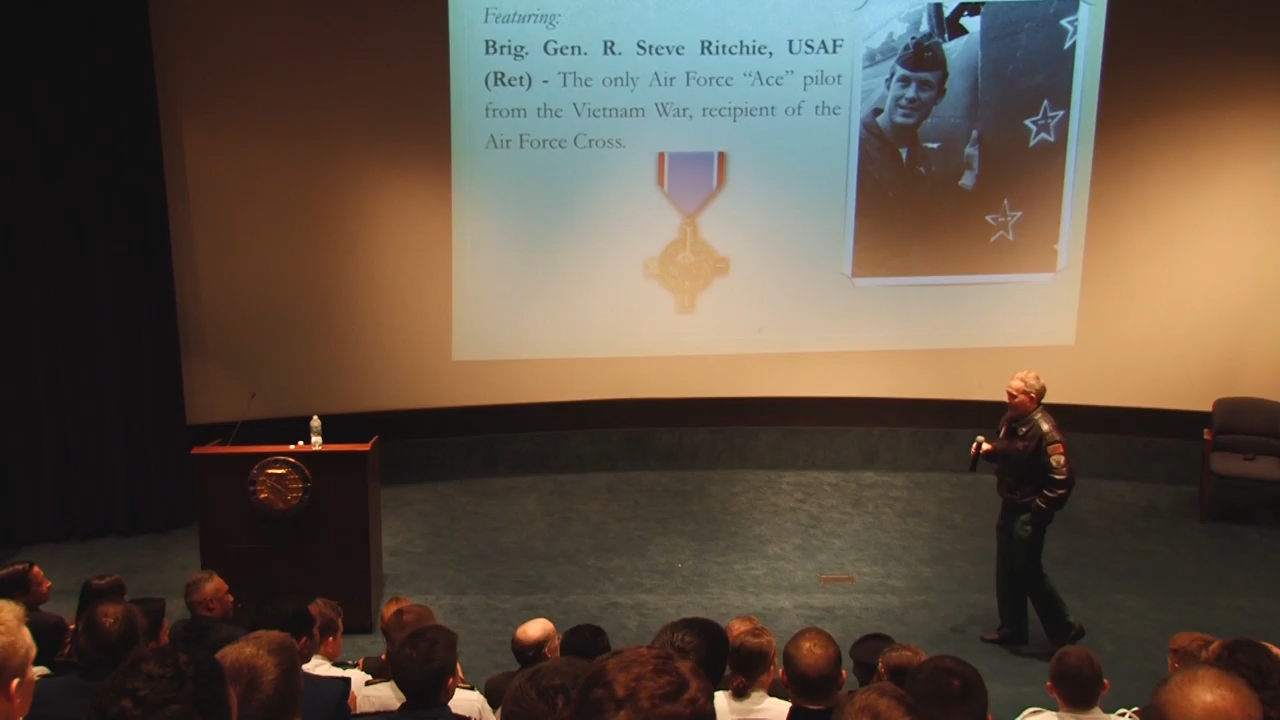 Featuring:
Brig. Gen. R. Steve Ritchie, USAF
(Ret) - The only Air Force “Ace” pilot
from the Vietnam War, recipient of the
Air Force Cross.